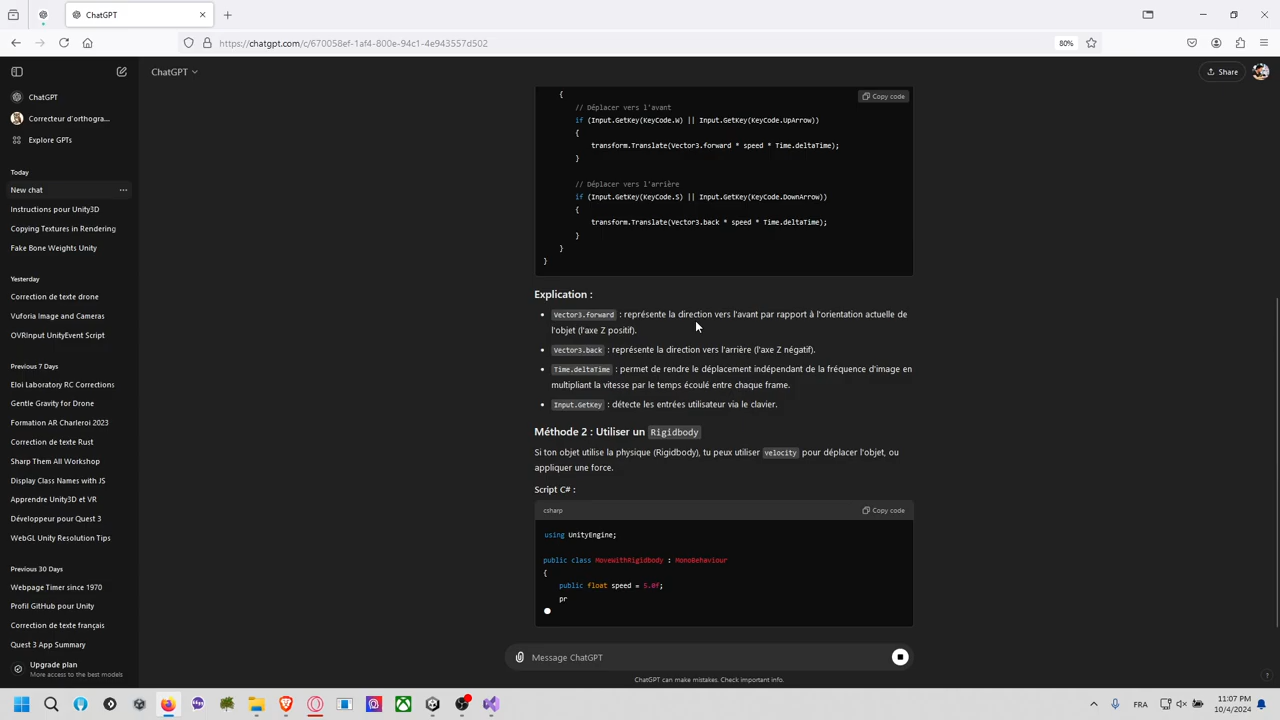 ChatGPT
https://chatgpt.com/c/670058ef-1af4-800e-94c1-4e943557d502
80%
ChatGPT
Share
ChatGPT
Correcteur d'orthogra...
Explore GPTs
Today
New chat
Instructions pour Unity3D
Copying Textures in Rendering
Fake Bone Weights Unity
Yesterday
Correction de texte drone
Vuforia Image and Cameras
OVRInput UnityEvent Script
Previous 7 Days
Eloi Laboratory RC Corrections
Gentle Gravity for Drone
Formation AR Charleroi 2023
Correction de texte Rust
Sharp Them All Workshop
Display Class Names with JS
Apprendre Unity3D et VR
Développeur pour Quest 3
WebGL Unity Resolution Tips
Previous 30 Days
Webpage Timer since 1970
Profil GitHub pour Unity
Correction de texte français
Quest 3 App Summary
Upgrade plan
More access to the best models
Copy code
{
// Déplacer vers l'avant
if (Input.GetKey(KeyCode.W) || Input.GetKey(KeyCode.UpArrow))
{
transform.Translate(Vector3.forward * speed * Time.deltaTime);
}
// Déplacer vers l'arrière
if (Input.GetKey(KeyCode.S) || Input.GetKey(KeyCode.DownArrow))
{
transform.Translate(Vector3.back * speed * Time.deltaTime);
}
}
}
Explication :
• Vector3.forward : représente la direction vers l'avant par rapport à l'orientation actuelle de
l'objet (l'axe Z positif).
• Vector3.back : représente la direction vers l'arrière (l'axe Z négatif).
• Time.deltaTime : permet de rendre le déplacement indépendant de la fréquence d'image en
multipliant la vitesse par le temps écoulé entre chaque frame.
• Input.GetKey : détecte les entrées utilisateur via le clavier.
Méthode 2 : Utiliser un Rigidbody
Si ton objet utilise la physique (Rigidbody), tu peux utiliser velocity pour déplacer l'objet, ou
appliquer une force.
Script C# :
csharp
Copy code
using UnityEngine;
public class MoveWithRigidbody : MonoBehaviour
{
public float speed = 5.0f;
pr
Message ChatGPT
ChatGPT can make mistakes. Check important info.
?
FRA
11:07 PM
10/4/2024